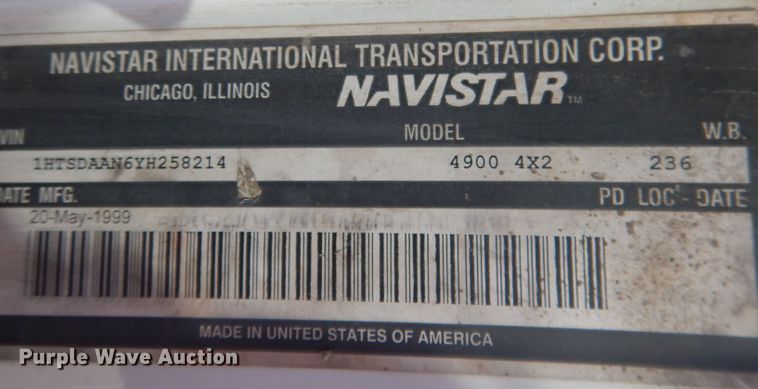 NAVISTAR INTERNATIONAL TRANSPORTATION CORP.
CHICAGO, ILLINOIS NAVISTAR TM
VIN MODEL W.B.
1HTSDAAN6YH258214 4900 4X2 236
DATE MFG. PD LOC - DATE
20-May-1999
MADE IN UNITED STATES OF AMERICA
Purple Wave Auction